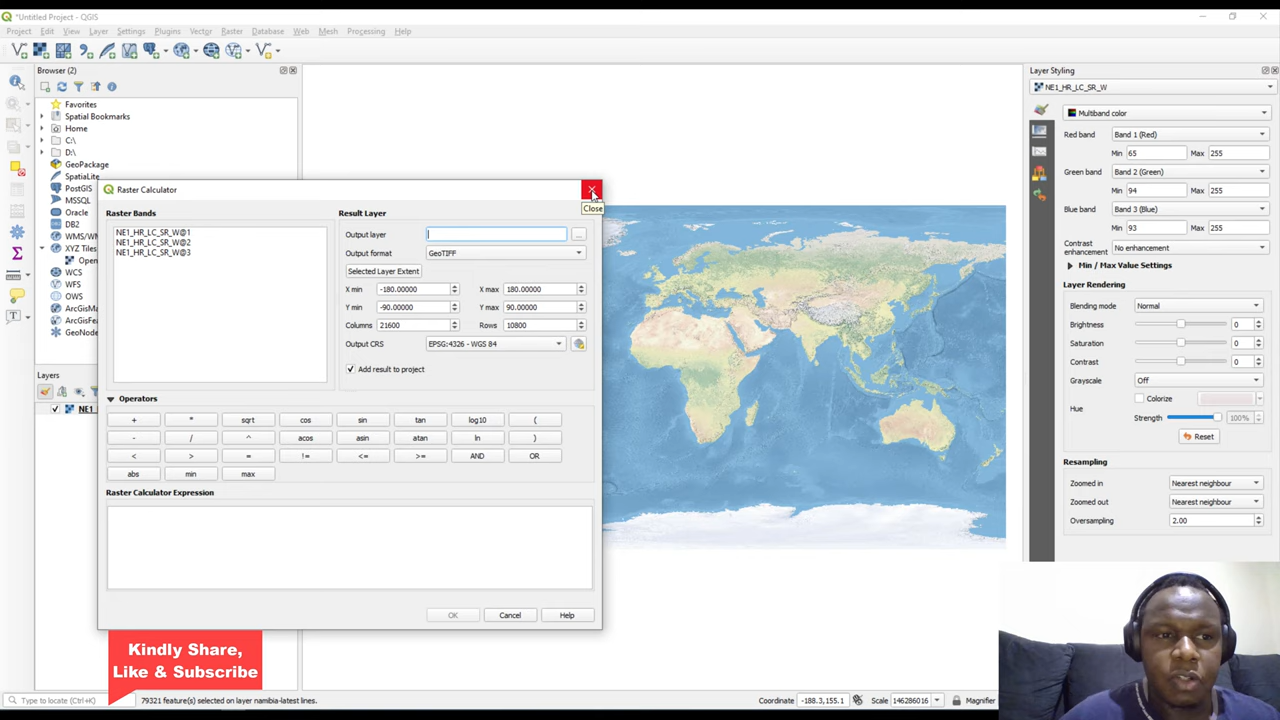 *Untitled Project - QGIS
Project Edit View Layer Settings Plugins Vector Raster Database Web Mesh Processing Help
Browser (2)
Favorites
Spatial Bookmarks
Home
C:\
D:\
GeoPackage
SpatiaLite
PostGIS
MSSQL
Oracle
DB2
WMS/WM
XYZ Tiles
Open
WCS
WFS
OWS
ArcGisMa
ArcGisFea
GeoNode
Layers
NE1_
Raster Calculator
Close
Raster Bands
NE1_HR_LC_SR_W@1
NE1_HR_LC_SR_W@2
NE1_HR_LC_SR_W@3
Result Layer
Output layer
...
Output format GeoTIFF
Selected Layer Extent
X min -180.00000 X max 180.00000
Y min -90.00000 Y max 90.00000
Columns 21600 Rows 10800
Output CRS EPSG:4326 - WGS 84
Add result to project
Operators
+ * sqrt cos sin tan log10 (
- / ^ acos asin atan ln )
< > = != <= >= AND OR
abs min max
Raster Calculator Expression
OK Cancel Help
Layer Styling
NE1_HR_LC_SR_W
Multiband color
Red band Band 1 (Red)
Min 65 Max 255
Green band Band 2 (Green)
Min 94 Max 255
Blue band Band 3 (Blue)
Min 93 Max 255
Contrast enhancement No enhancement
Min / Max Value Settings
Layer Rendering
Blending mode Normal
Brightness 0
Saturation 0
Contrast 0
Grayscale Off
Hue Colorize
Strength 100%
Reset
Resampling
Zoomed in Nearest neighbour
Zoomed out Nearest neighbour
Oversampling 2.00
Kindly Share,
Like & Subscribe
Type to locate (Ctrl+K) 79321 feature(s) selected on layer namibia-latest lines. Coordinate -188.3,155.1 Scale 146286016 Magnifier